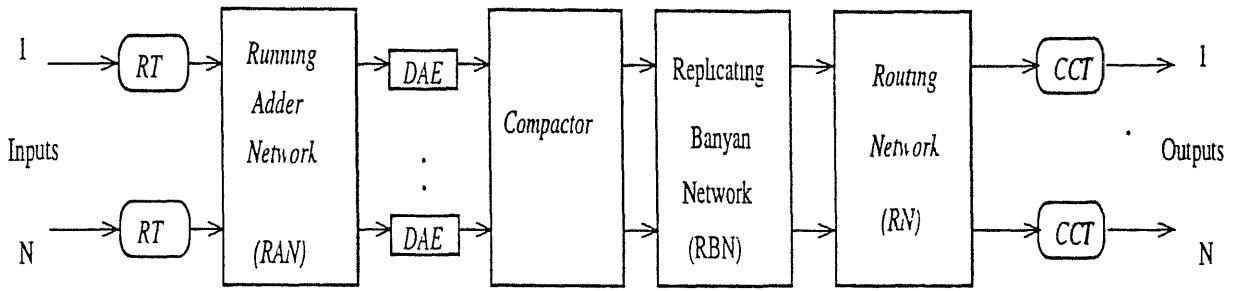 1
Inputs
N
RT
RT
Running
Adder
Network
(RAN)
DAE
DAE
Compactor
Replicating
Banyan
Network
(RBN)
Routing
Network
(RN)
CCT
CCT
1
Outputs
N